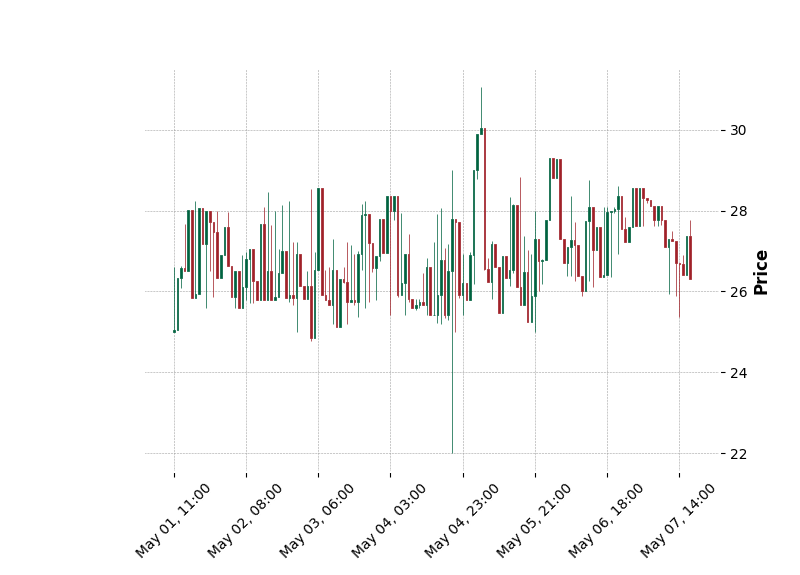 30
28
26
24
22
Price
May 01, 11:00
May 02, 08:00
May 03, 06:00
May 04, 03:00
May 04, 23:00
May 05, 21:00
May 06, 18:00
May 07, 14:00